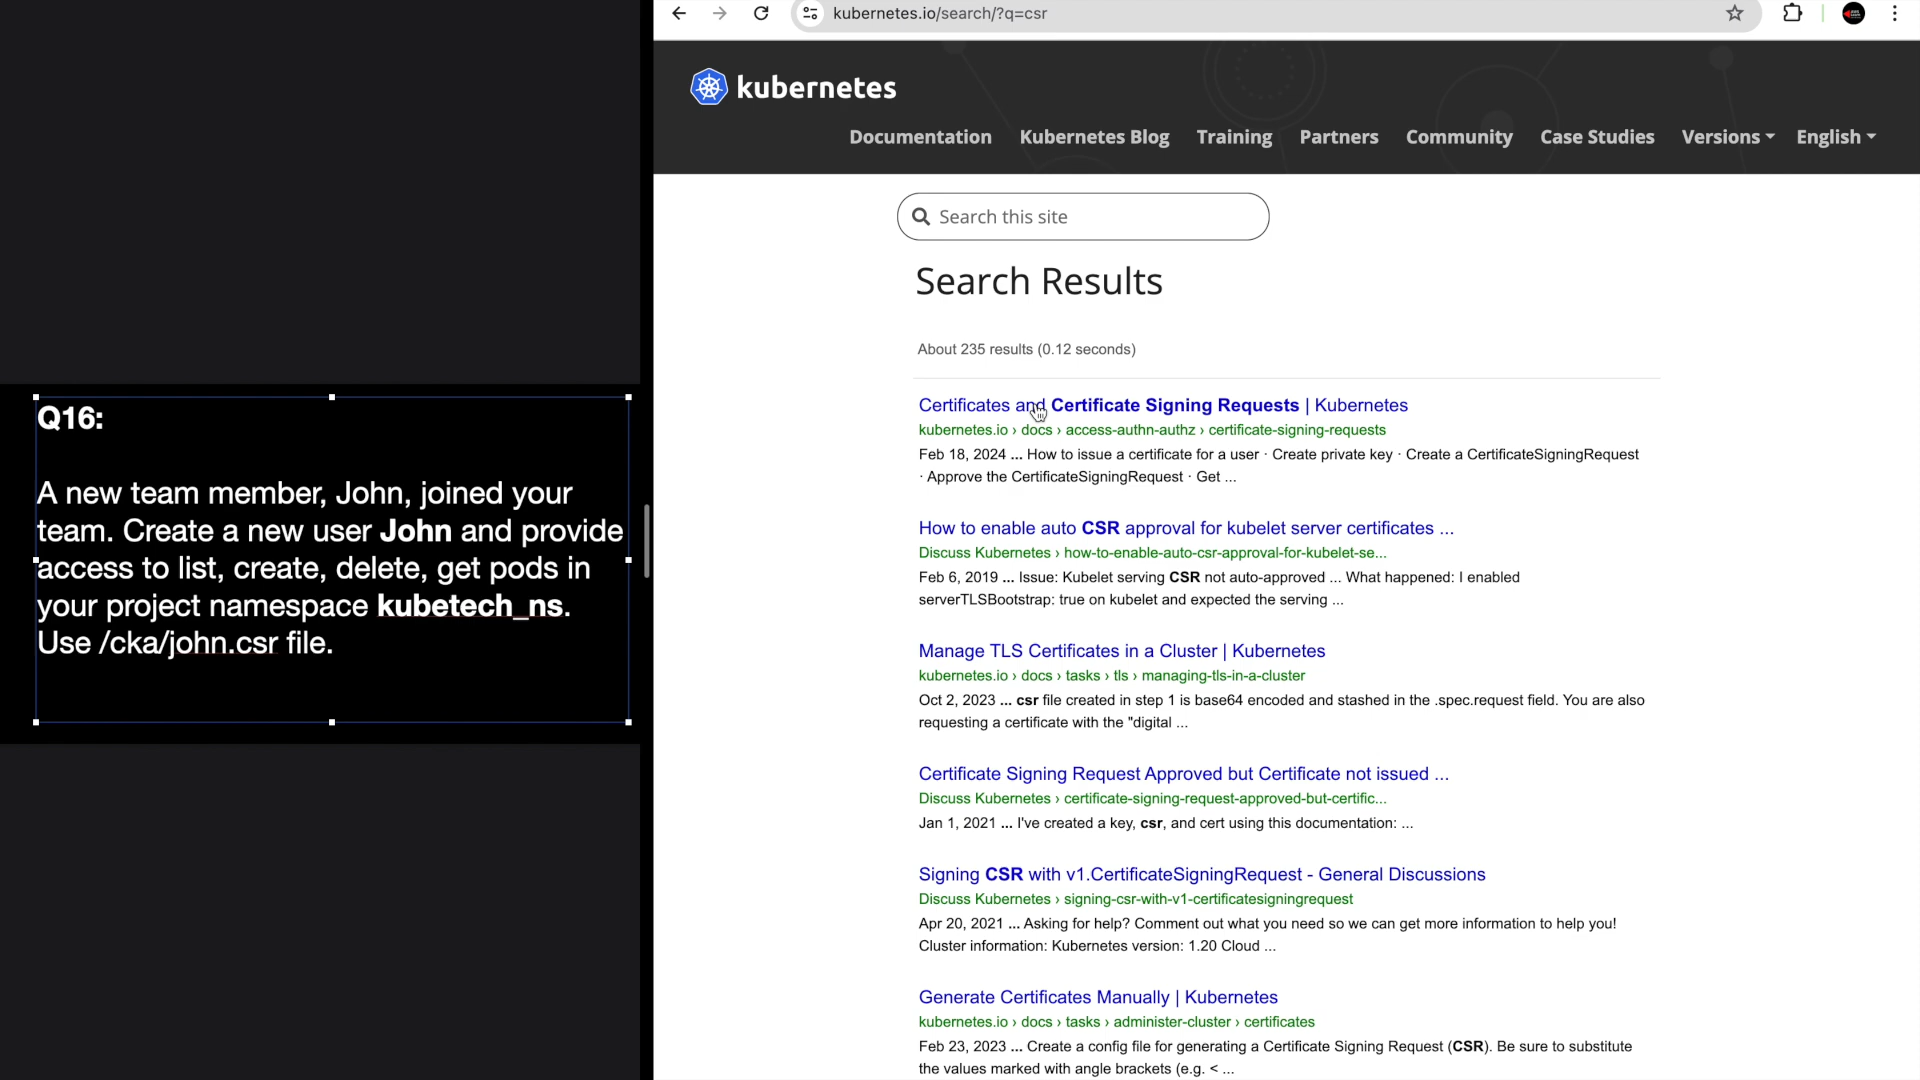 Q16:
A new team member, John, joined your
team. Create a new user John and provide
access to list, create, delete, get pods in
your project namespace kubetech_ns.
Use /cka/john.csr file.
kubernetes.io/search/?q=csr
kubernetes
Documentation Kubernetes Blog Training Partners Community Case Studies Versions English
Search this site
Search Results
About 235 results (0.12 seconds)
Certificates and Certificate Signing Requests | Kubernetes
kubernetes.io › docs › access-authn-authz › certificate-signing-requests
Feb 18, 2024 ... How to issue a certificate for a user · Create private key · Create a CertificateSigningRequest
· Approve the CertificateSigningRequest · Get ...
How to enable auto CSR approval for kubelet server certificates ...
Discuss Kubernetes › how-to-enable-auto-csr-approval-for-kubelet-se...
Feb 6, 2019 ... Issue: Kubelet serving CSR not auto-approved ... What happened: I enabled
serverTLSBootstrap: true on kubelet and expected the serving ...
Manage TLS Certificates in a Cluster | Kubernetes
kubernetes.io › docs › tasks › tls › managing-tls-in-a-cluster
Oct 2, 2023 ... csr file created in step 1 is base64 encoded and stashed in the .spec.request field. You are also
requesting a certificate with the "digital ...
Certificate Signing Request Approved but Certificate not issued ...
Discuss Kubernetes › certificate-signing-request-approved-but-certific...
Jan 1, 2021 ... I've created a key, csr, and cert using this documentation: ...
Signing CSR with v1.CertificateSigningRequest - General Discussions
Discuss Kubernetes › signing-csr-with-v1-certificatesigningrequest
Apr 20, 2021 ... Asking for help? Comment out what you need so we can get more information to help you!
Cluster information: Kubernetes version: 1.20 Cloud ...
Generate Certificates Manually | Kubernetes
kubernetes.io › docs › tasks › administer-cluster › certificates
Feb 23, 2023 ... Create a config file for generating a Certificate Signing Request (CSR). Be sure to substitute
the values marked with angle brackets (e.g. < ...